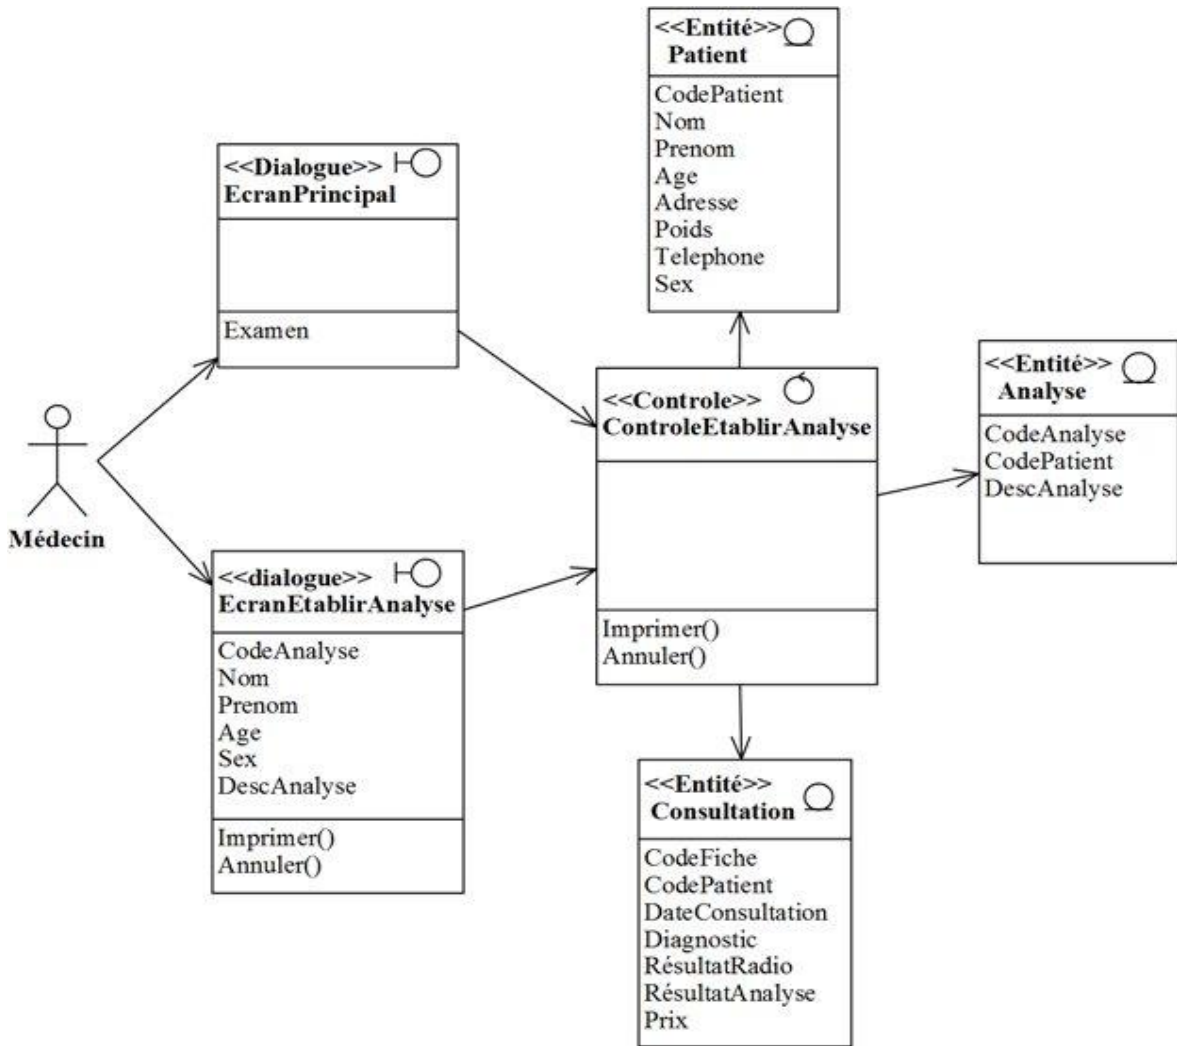 <<Entité>>
Patient
CodePatient
Nom
Prenom
Age
Adresse
Poids
Telephone
Sex
<<Dialogue>>
EcranPrincipal
Examen
Médecin
<<dialogue>>
EcranEtablirAnalyse
CodeAnalyse
Nom
Prenom
Age
Sex
DescAnalyse
Imprimer()
Annuler()
<<Controle>>
ControleEtablirAnalyse
Imprimer()
Annuler()
<<Entité>>
Analyse
CodeAnalyse
CodePatient
DescAnalyse
<<Entité>>
Consultation
CodeFiche
CodePatient
DateConsultation
Diagnostic
RésultatRadio
RésultatAnalyse
Prix